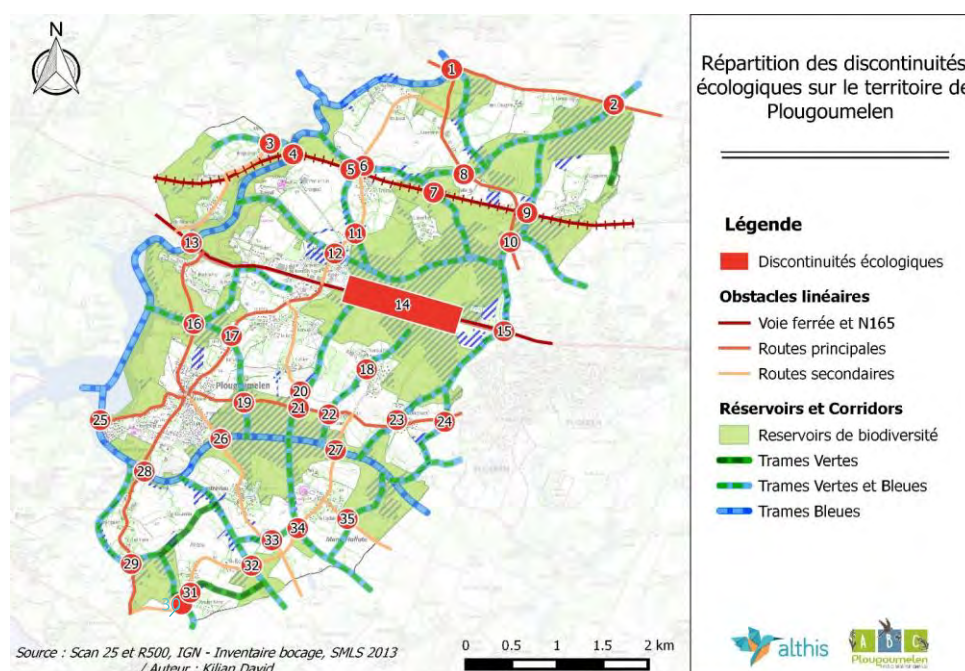 N
Répartition des discontinuités
écologiques sur le territoire de
Plougoumelen
Légende
Discontinuités écologiques
Obstacles linéaires
Voie ferrée et N165
Routes principales
Routes secondaires
Réservoirs et Corridors
Reservoirs de biodiversité
Trames Vertes
Trames Vertes et Bleues
Trames Bleues
1
2
3
4
5
6
7
8
9
10
11
12
13
14
15
16
17
18
Plougoumelen
19
20
21
22
23
24
25
26
27
28
29
30
31
32
33
34
35
0 0.5 1 2 km
Source : Scan 25 et R500, IGN - Inventaire bocage, SMLS 2013
/ Auteur : Kilian David
althis
A B C
Plougoumelen